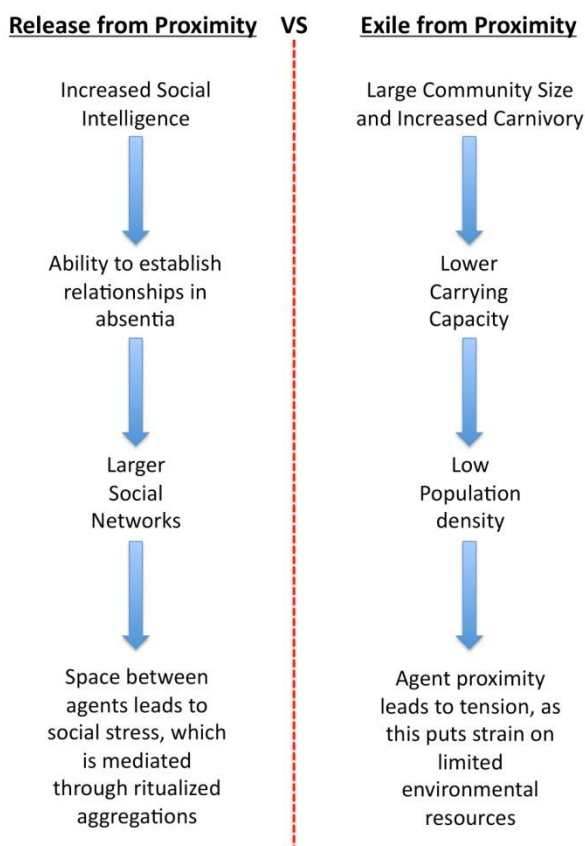 Release from Proximity VS Exile from Proximity
Increased Social
Intelligence
Large Community Size
and Increased Carnivory
Ability to establish
relationships in
absentia
Lower
Carrying
Capacity
Larger
Social
Networks
Low
Population
density
Space between
agents leads to
social stress, which
is mediated
through ritualized
aggregations
Agent proximity
leads to tension, as
this puts strain on
limited
environmental
resources